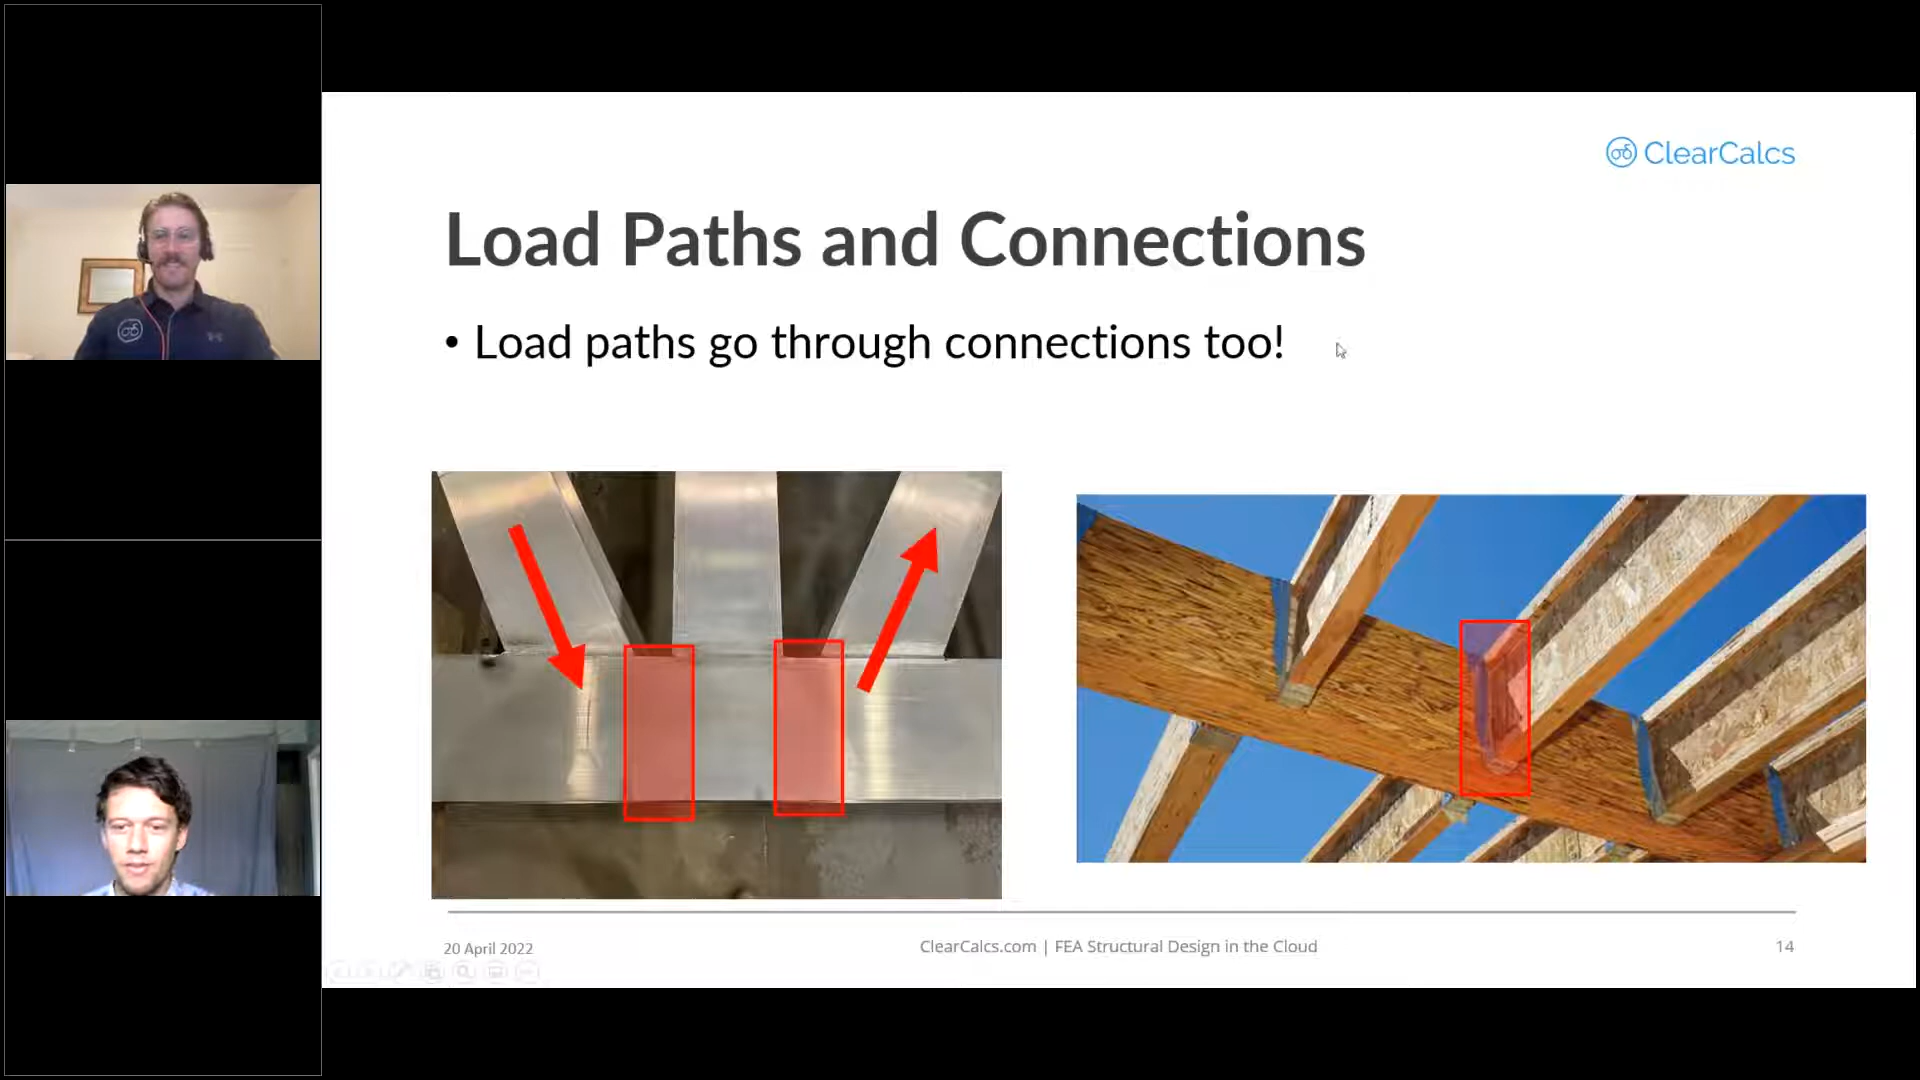 ClearCalcs
Load Paths and Connections
• Load paths go through connections too!
20 April 2022
ClearCalcs.com | FEA Structural Design in the Cloud
14